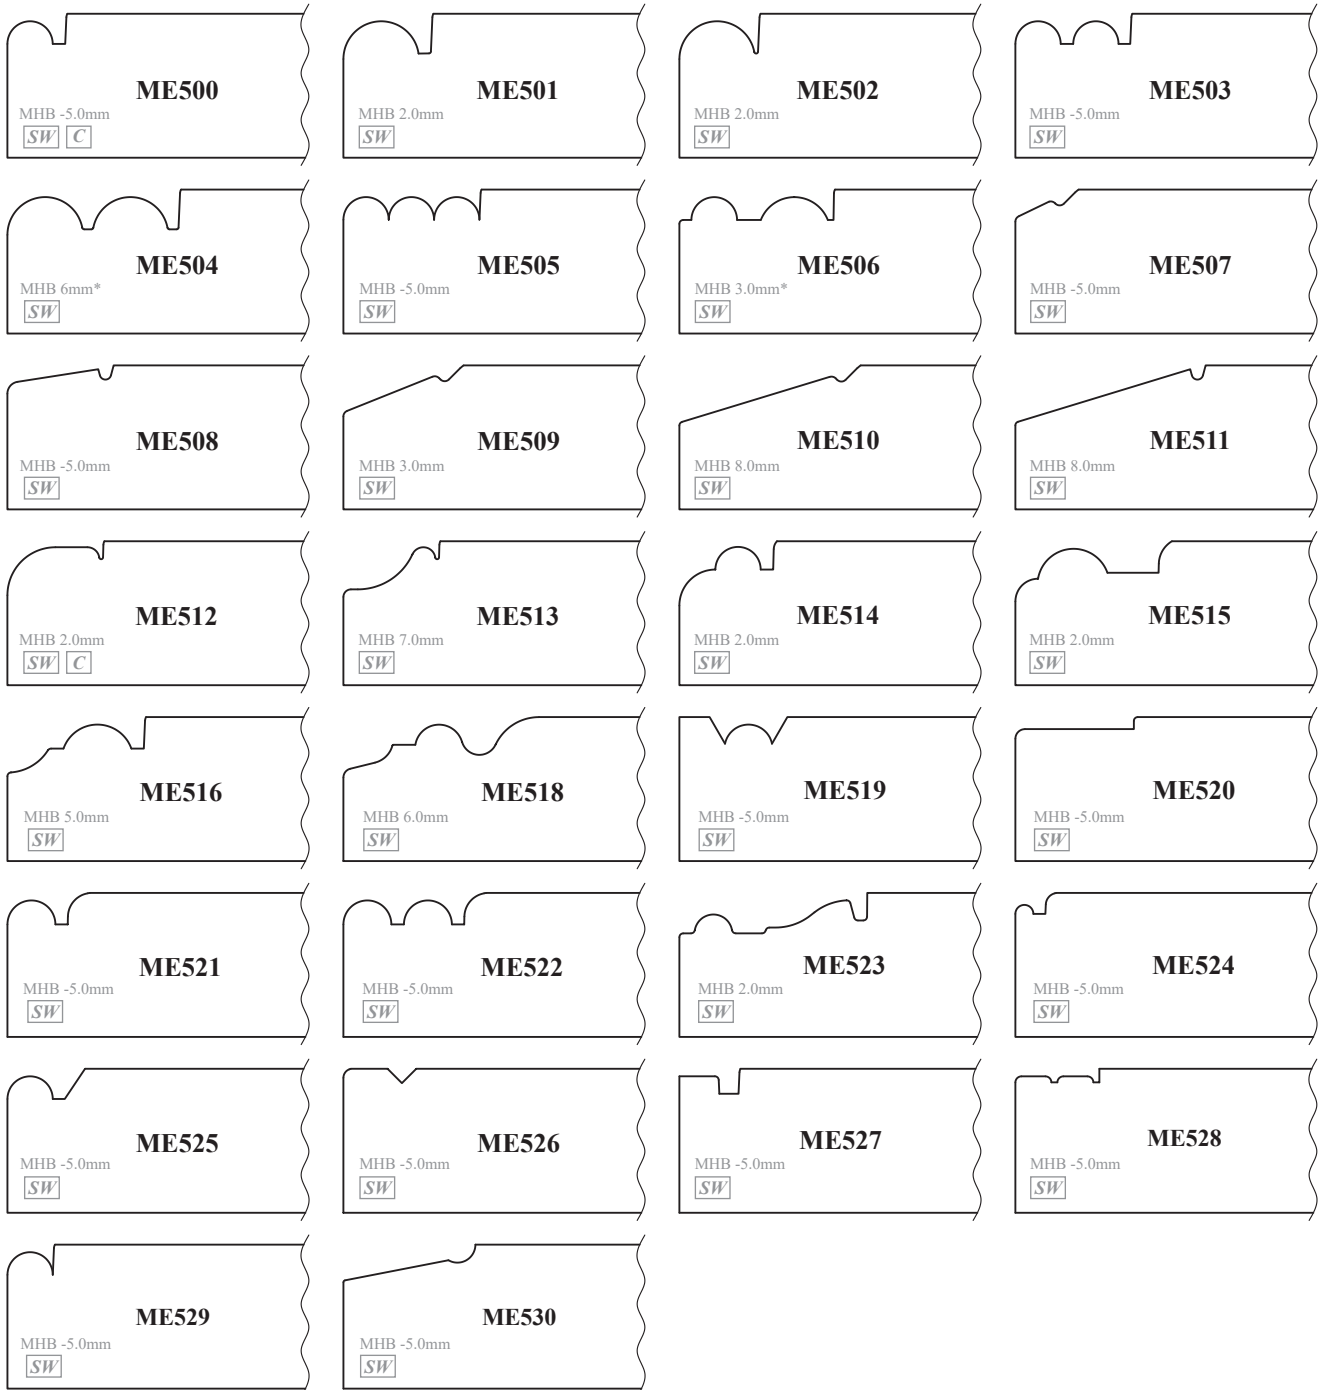 ME500
MHB -5.0mm
SW C
ME501
MHB 2.0mm
SW
ME502
MHB 2.0mm
SW
ME503
MHB -5.0mm
SW
ME504
MHB 6mm*
SW
ME505
MHB -5.0mm
SW
ME506
MHB 3.0mm*
SW
ME507
MHB -5.0mm
SW
ME508
MHB -5.0mm
SW
ME509
MHB 3.0mm
SW
ME510
MHB 8.0mm
SW
ME511
MHB 8.0mm
SW
ME512
MHB 2.0mm
SW C
ME513
MHB 7.0mm
SW
ME514
MHB 2.0mm
SW
ME515
MHB 2.0mm
SW
ME516
MHB 5.0mm
SW
ME518
MHB 6.0mm
SW
ME519
MHB -5.0mm
SW
ME520
MHB -5.0mm
SW
ME521
MHB -5.0mm
SW
ME522
MHB -5.0mm
SW
ME523
MHB 2.0mm
SW
ME524
MHB -5.0mm
SW
ME525
MHB -5.0mm
SW
ME526
MHB -5.0mm
SW
ME527
MHB -5.0mm
SW
ME528
MHB -5.0mm
SW
ME529
MHB -5.0mm
SW
ME530
MHB -5.0mm
SW